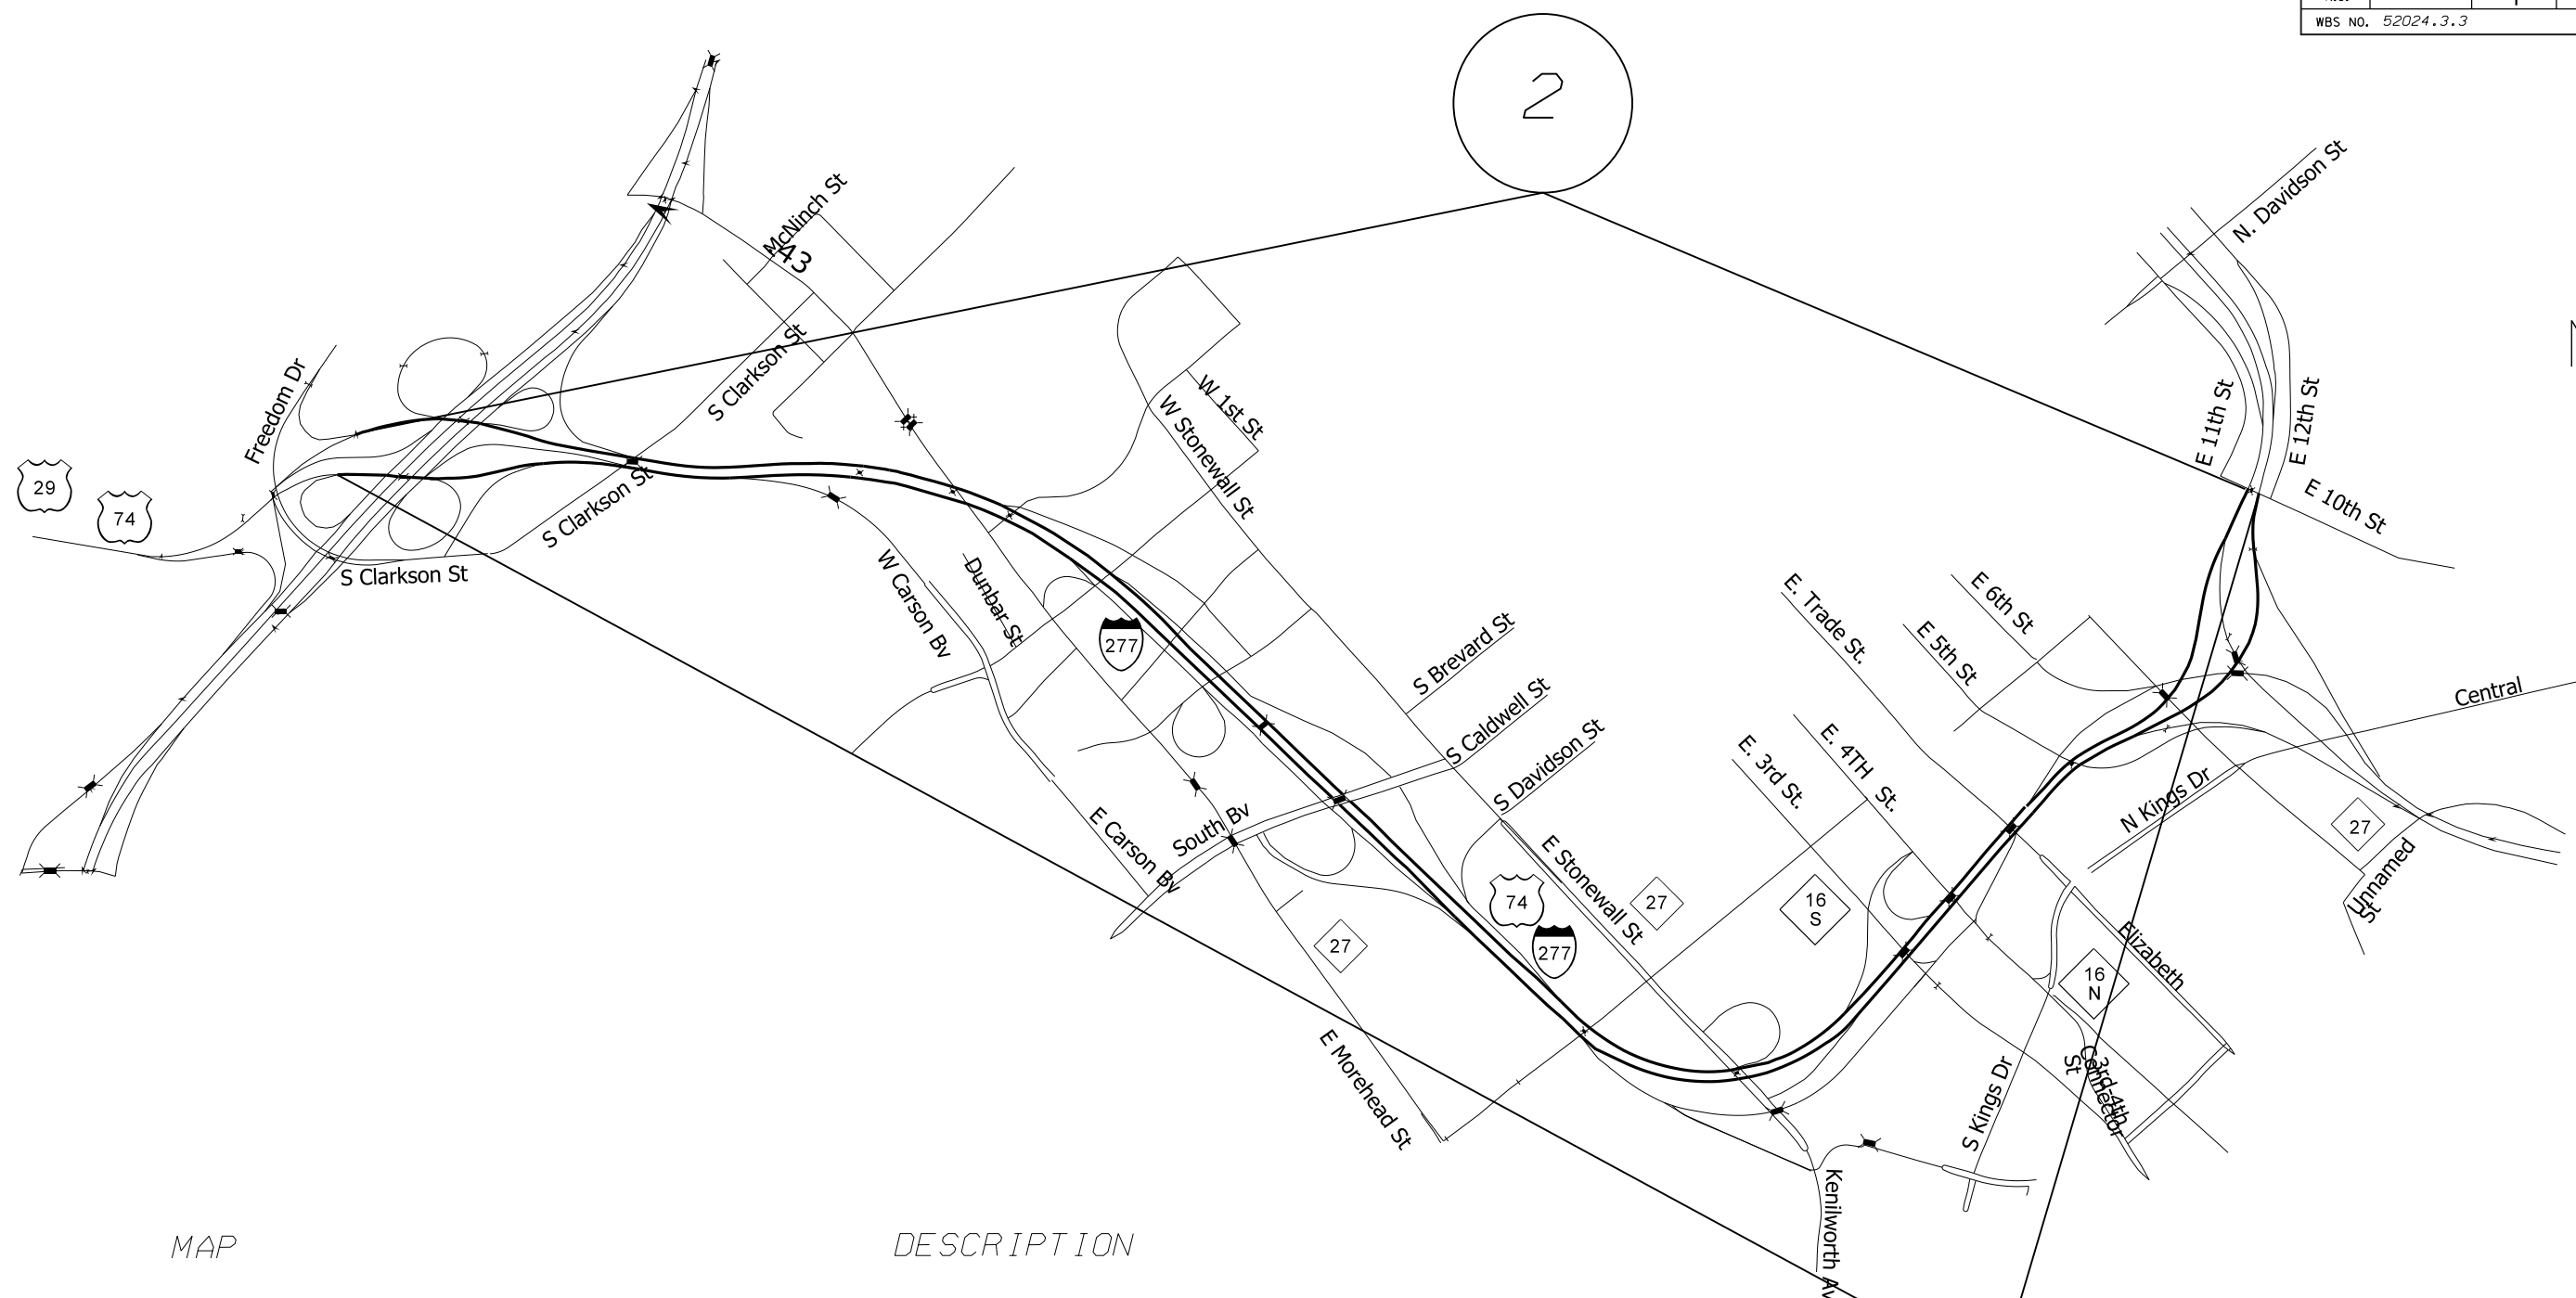 WBS NO. 52024.3.3
2
N. Davidson St
McNinch St
43
S Clarkson St
Freedom Dr
W 1st St
W Stonewall St
E 11th St
E 12th St
E 10th St
29
74
S Clarkson St
S Clarkson St
W Carson Bv
Dunbar St
277
S Brevard St
S Caldwell St
S Davidson St
E. Trade St.
E 6th St
E 5th St
E. 4TH St.
E. 3rd St.
Central
N Kings Dr
27
Unnamed
St
South Bv
E Carson Bv
E Stonewall St
74
277
27
27
16
S
Elizabeth
16
N
E Morehead St
S Kings Dr
3rd-4th
Connector
St
Kenilworth Av
MAP
DESCRIPTION